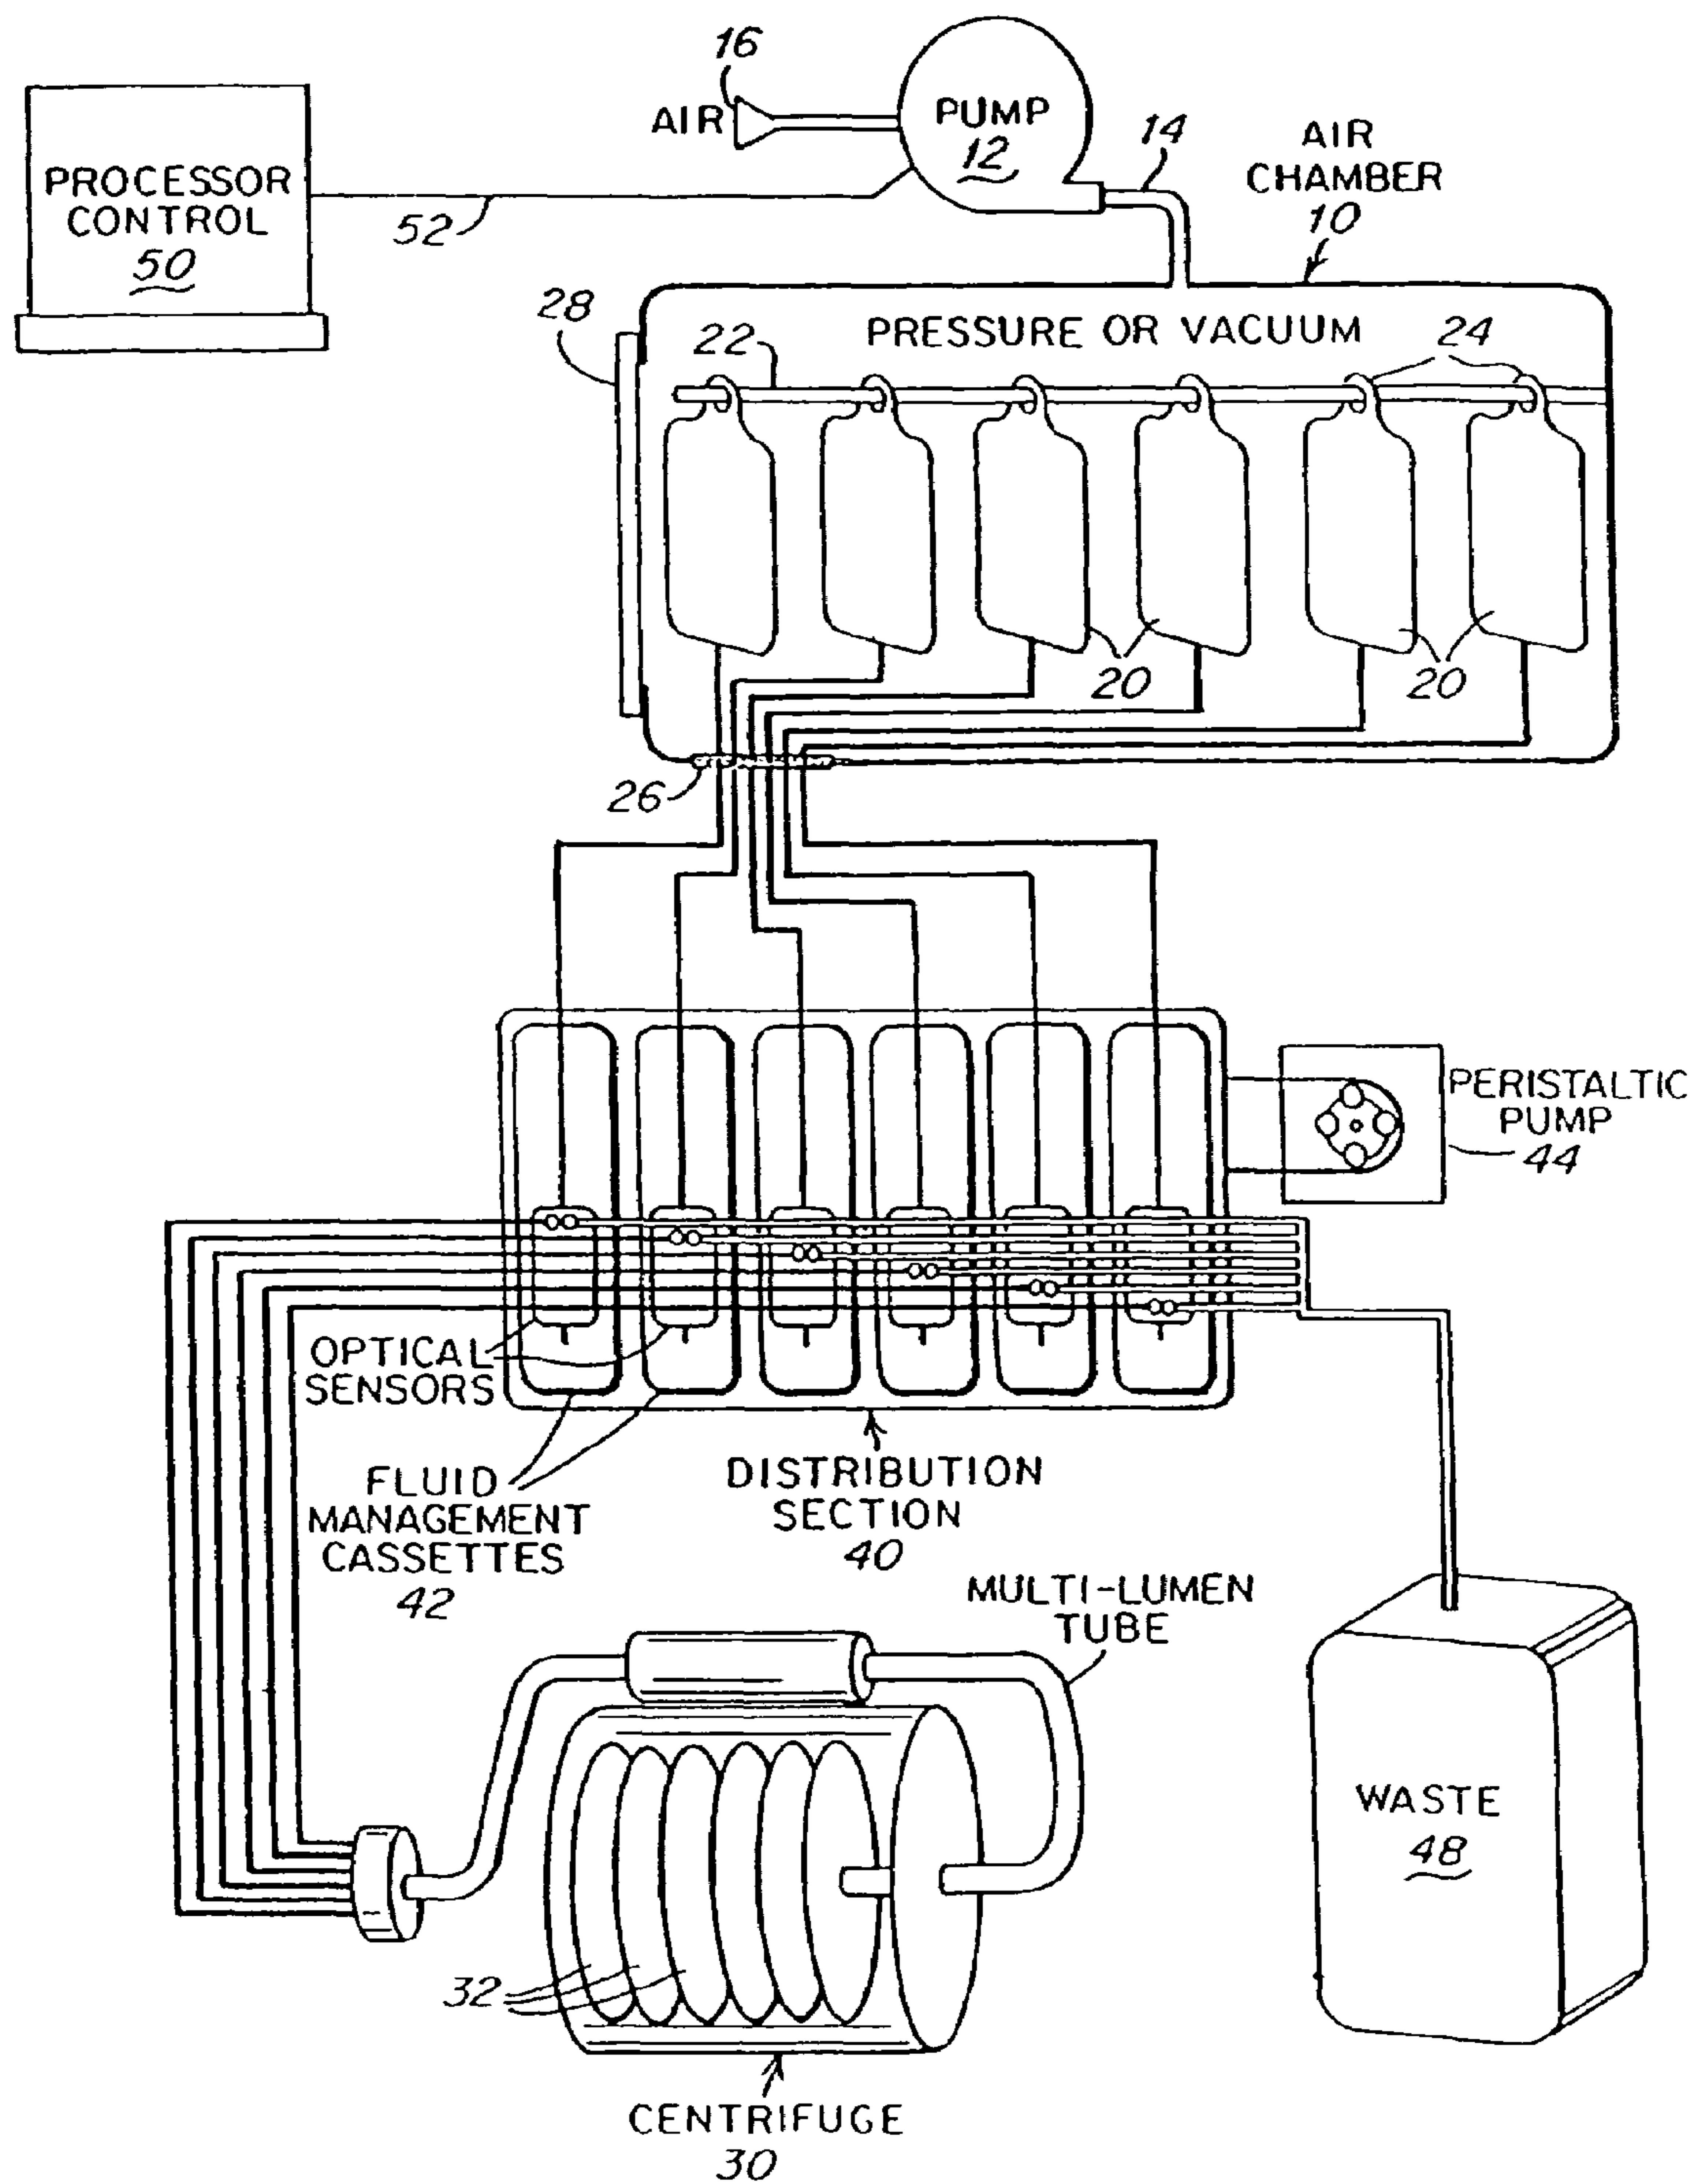 16
AIR
PUMP
12
14
AIR
CHAMBER
10
PROCESSOR
CONTROL
50
52
28
22
PRESSURE OR VACUUM
24
20
20
26
PERISTALTIC
PUMP
44
OPTICAL
SENSORS
FLUID
MANAGEMENT
CASSETTES
42
DISTRIBUTION
SECTION
40
MULTI-LUMEN
TUBE
WASTE
48
32
CENTRIFUGE
30